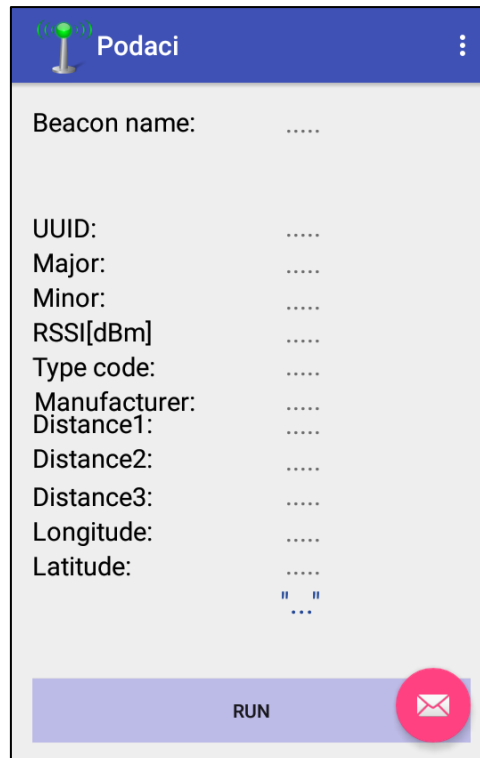 Podaci
Beacon name: .....
UUID: .....
Major: .....
Minor: .....
RSSI[dBm] .....
Type code: .....
Manufacturer: .....
Distance1: .....
Distance2: .....
Distance3: .....
Longitude: .....
Latitude: .....
"..."
RUN